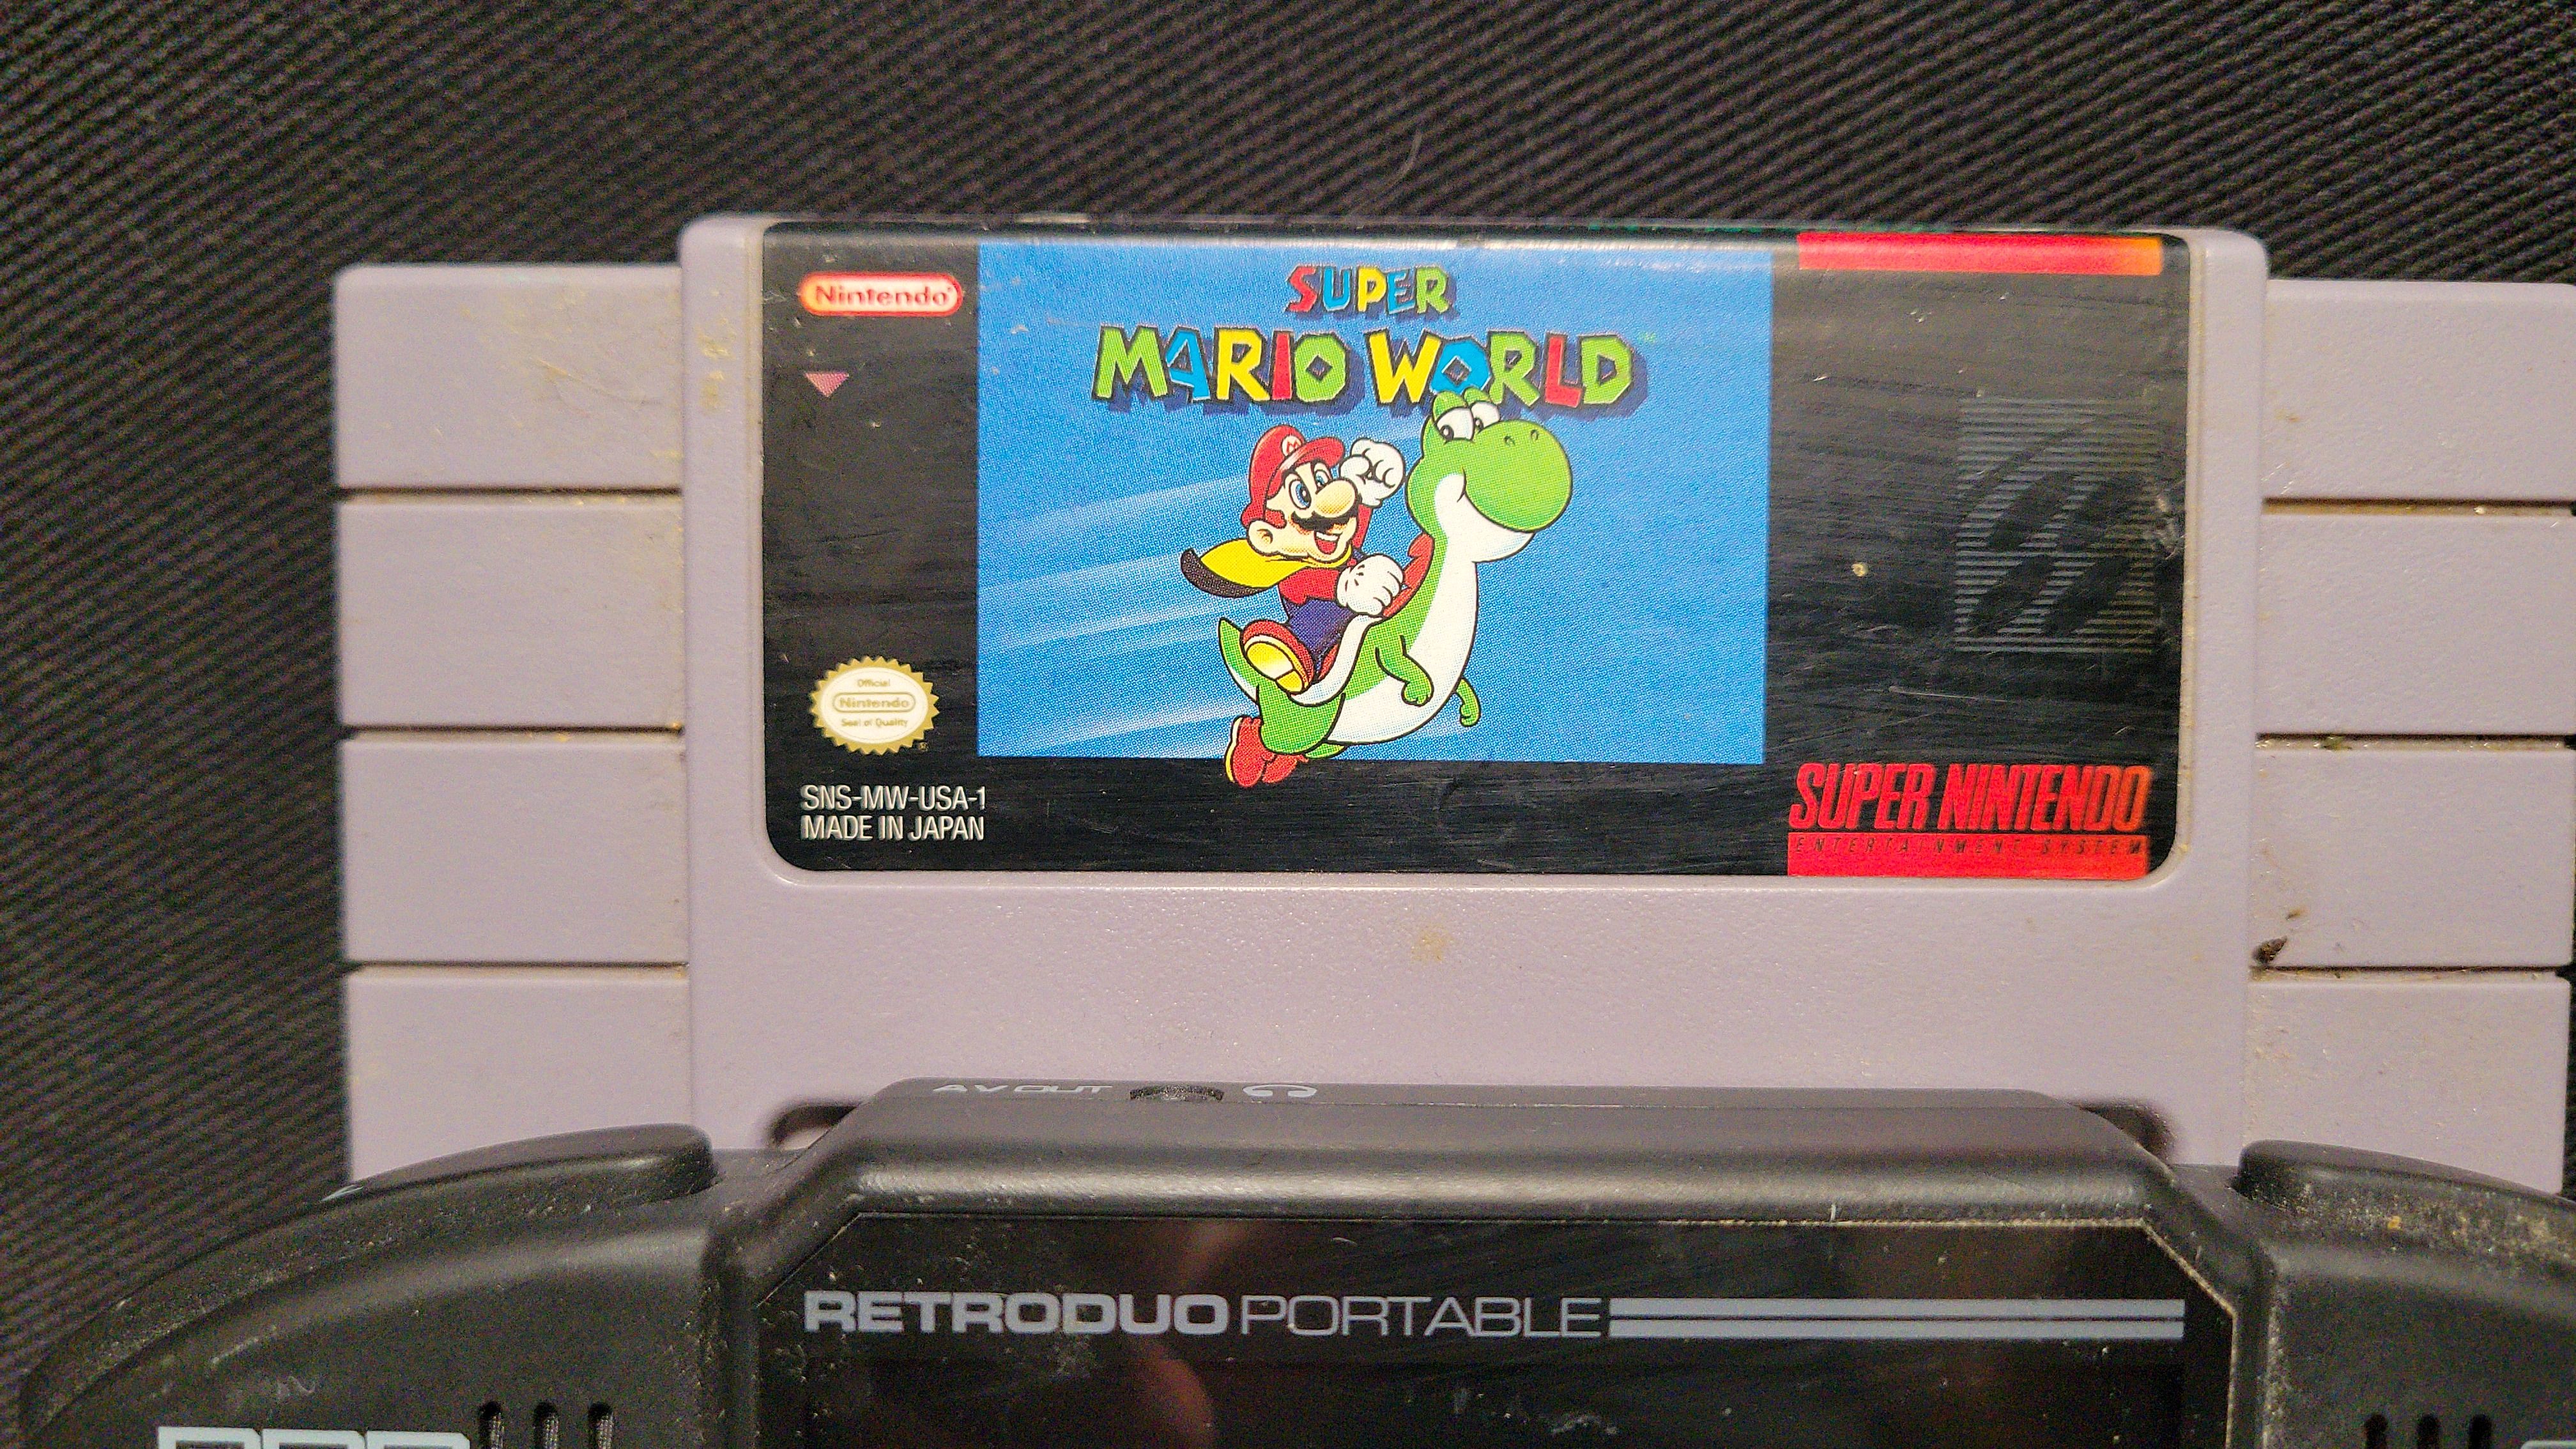 Nintendo®
SUPER
MARIO WORLD™
M
Official
Nintendo
Seal of Quality
®
SNS-MW-USA-1
MADE IN JAPAN
SUPER NINTENDO
ENTERTAINMENT SYSTEM
AV OUT
RETRODUO PORTABLE